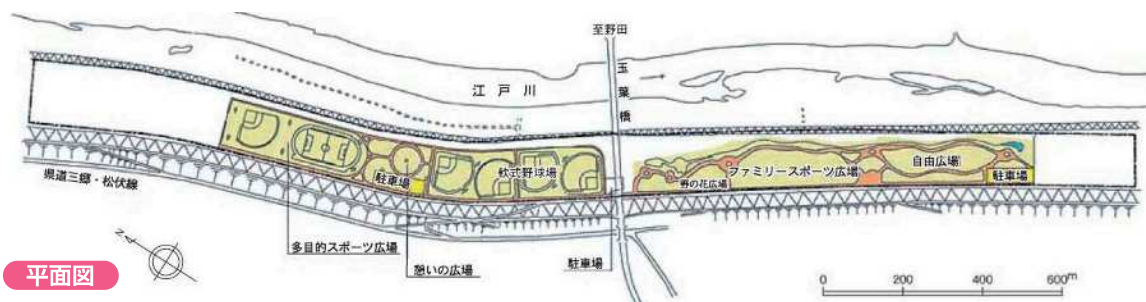 至野田
玉葉橋
江戸川
自由広場
ファミリースポーツ広場
野の花広場
駐車場
軟式野球場
駐車場
県道三郷・松伏線
多目的スポーツ広場
憩いの広場
駐車場
N
平面図
0 200 400 600m